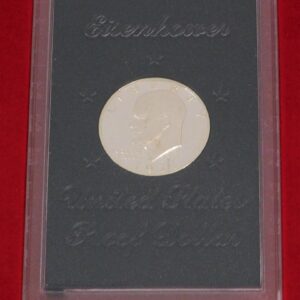 Eisenhower
LIBERTY
United States
Proof Dollar